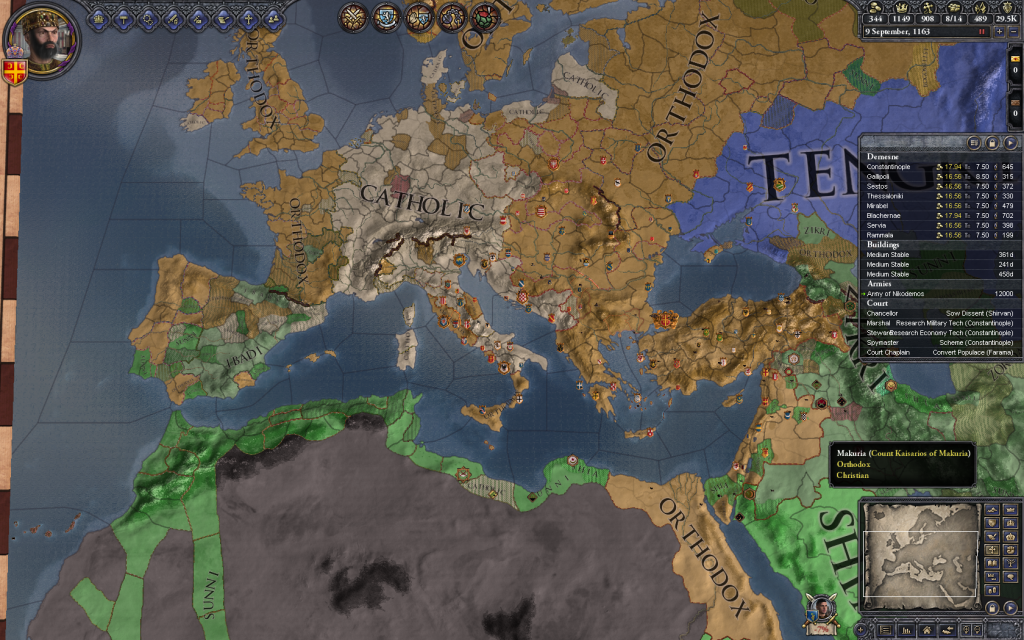 344 1149 908 8/14 489 29.5K
9 September, 1163
0
0
Demesne
Constantinople 17.94 7.50 645
Gallipoli 16.56 8.50 315
Sestos 16.56 7.50 372
Thessaloniki 16.56 7.50 330
Mirabel 16.56 7.50 479
Blachernae 17.94 7.50 702
Servia 16.56 7.50 398
Rammala 16.56 7.50 199
Buildings
Medium Stable 361d
Medium Stable 241d
Medium Stable 458d
Armies
Army of Nikodemos 12000
Court
Chancellor Sow Dissent (Shirvan)
Marshal Research Military Tech (Constantinople)
Steward Research Economy Tech (Constantinople)
Spymaster Scheme (Constantinople)
Court Chaplain Convert Populace (Farama)
ORTHODOX
CATHOLIC
CATHOLIC
ORTHODOX
TENG
CATHOLIC
ORTHODOX
ZIKRI
ORTHODOX
IBADI
ZIKRI
Makuria (Count Kaisarios of Makuria)
Orthodox
Christian
ORTHODOX
SHI
SUNNI